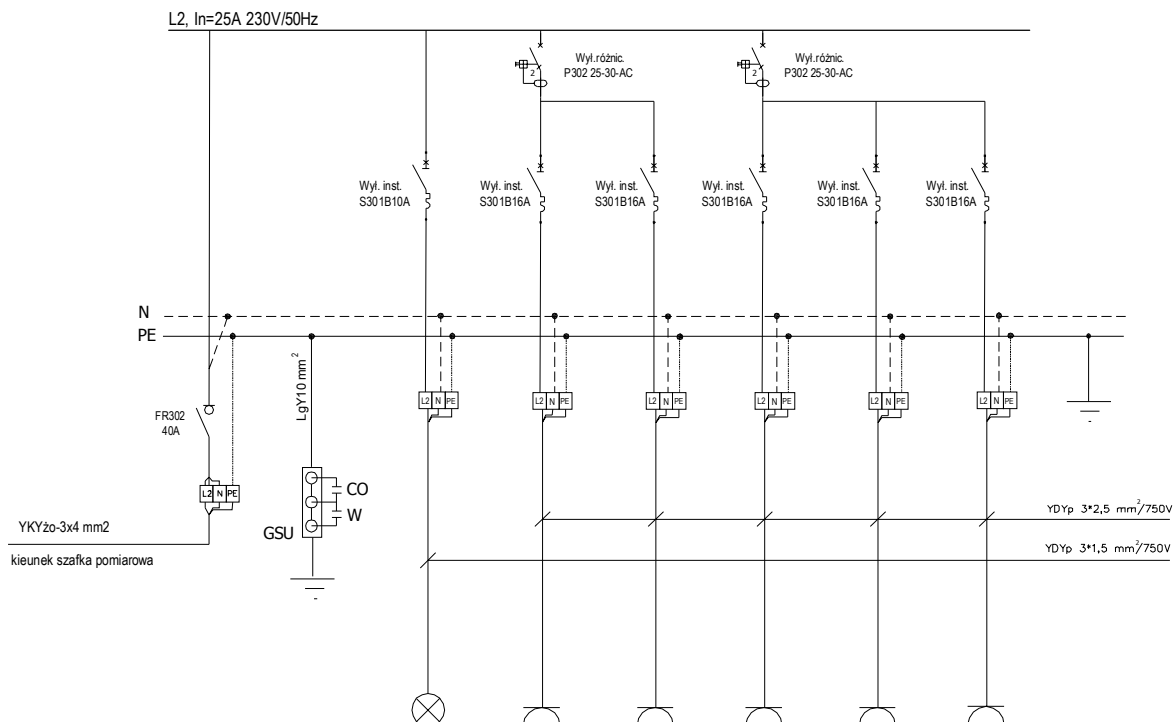 L2, In=25A 230V/50Hz
Wył.różnic.
P302 25-30-AC
2
Wył.różnic.
P302 25-30-AC
2
Wył. inst.
S301B10A
Wył. inst.
S301B16A
Wył. inst.
S301B16A
Wył. inst.
S301B16A
Wył. inst.
S301B16A
Wył. inst.
S301B16A
N
PE
LgY10 mm²
L2 N PE
L2 N PE
L2 N PE
L2 N PE
L2 N PE
L2 N PE
FR302
40A
L2 N PE
CO
W
GSU
YKYżo-3x4 mm2
kieunek szafka pomiarowa
YDYp 3*2,5 mm²/750V
YDYp 3*1,5 mm²/750V